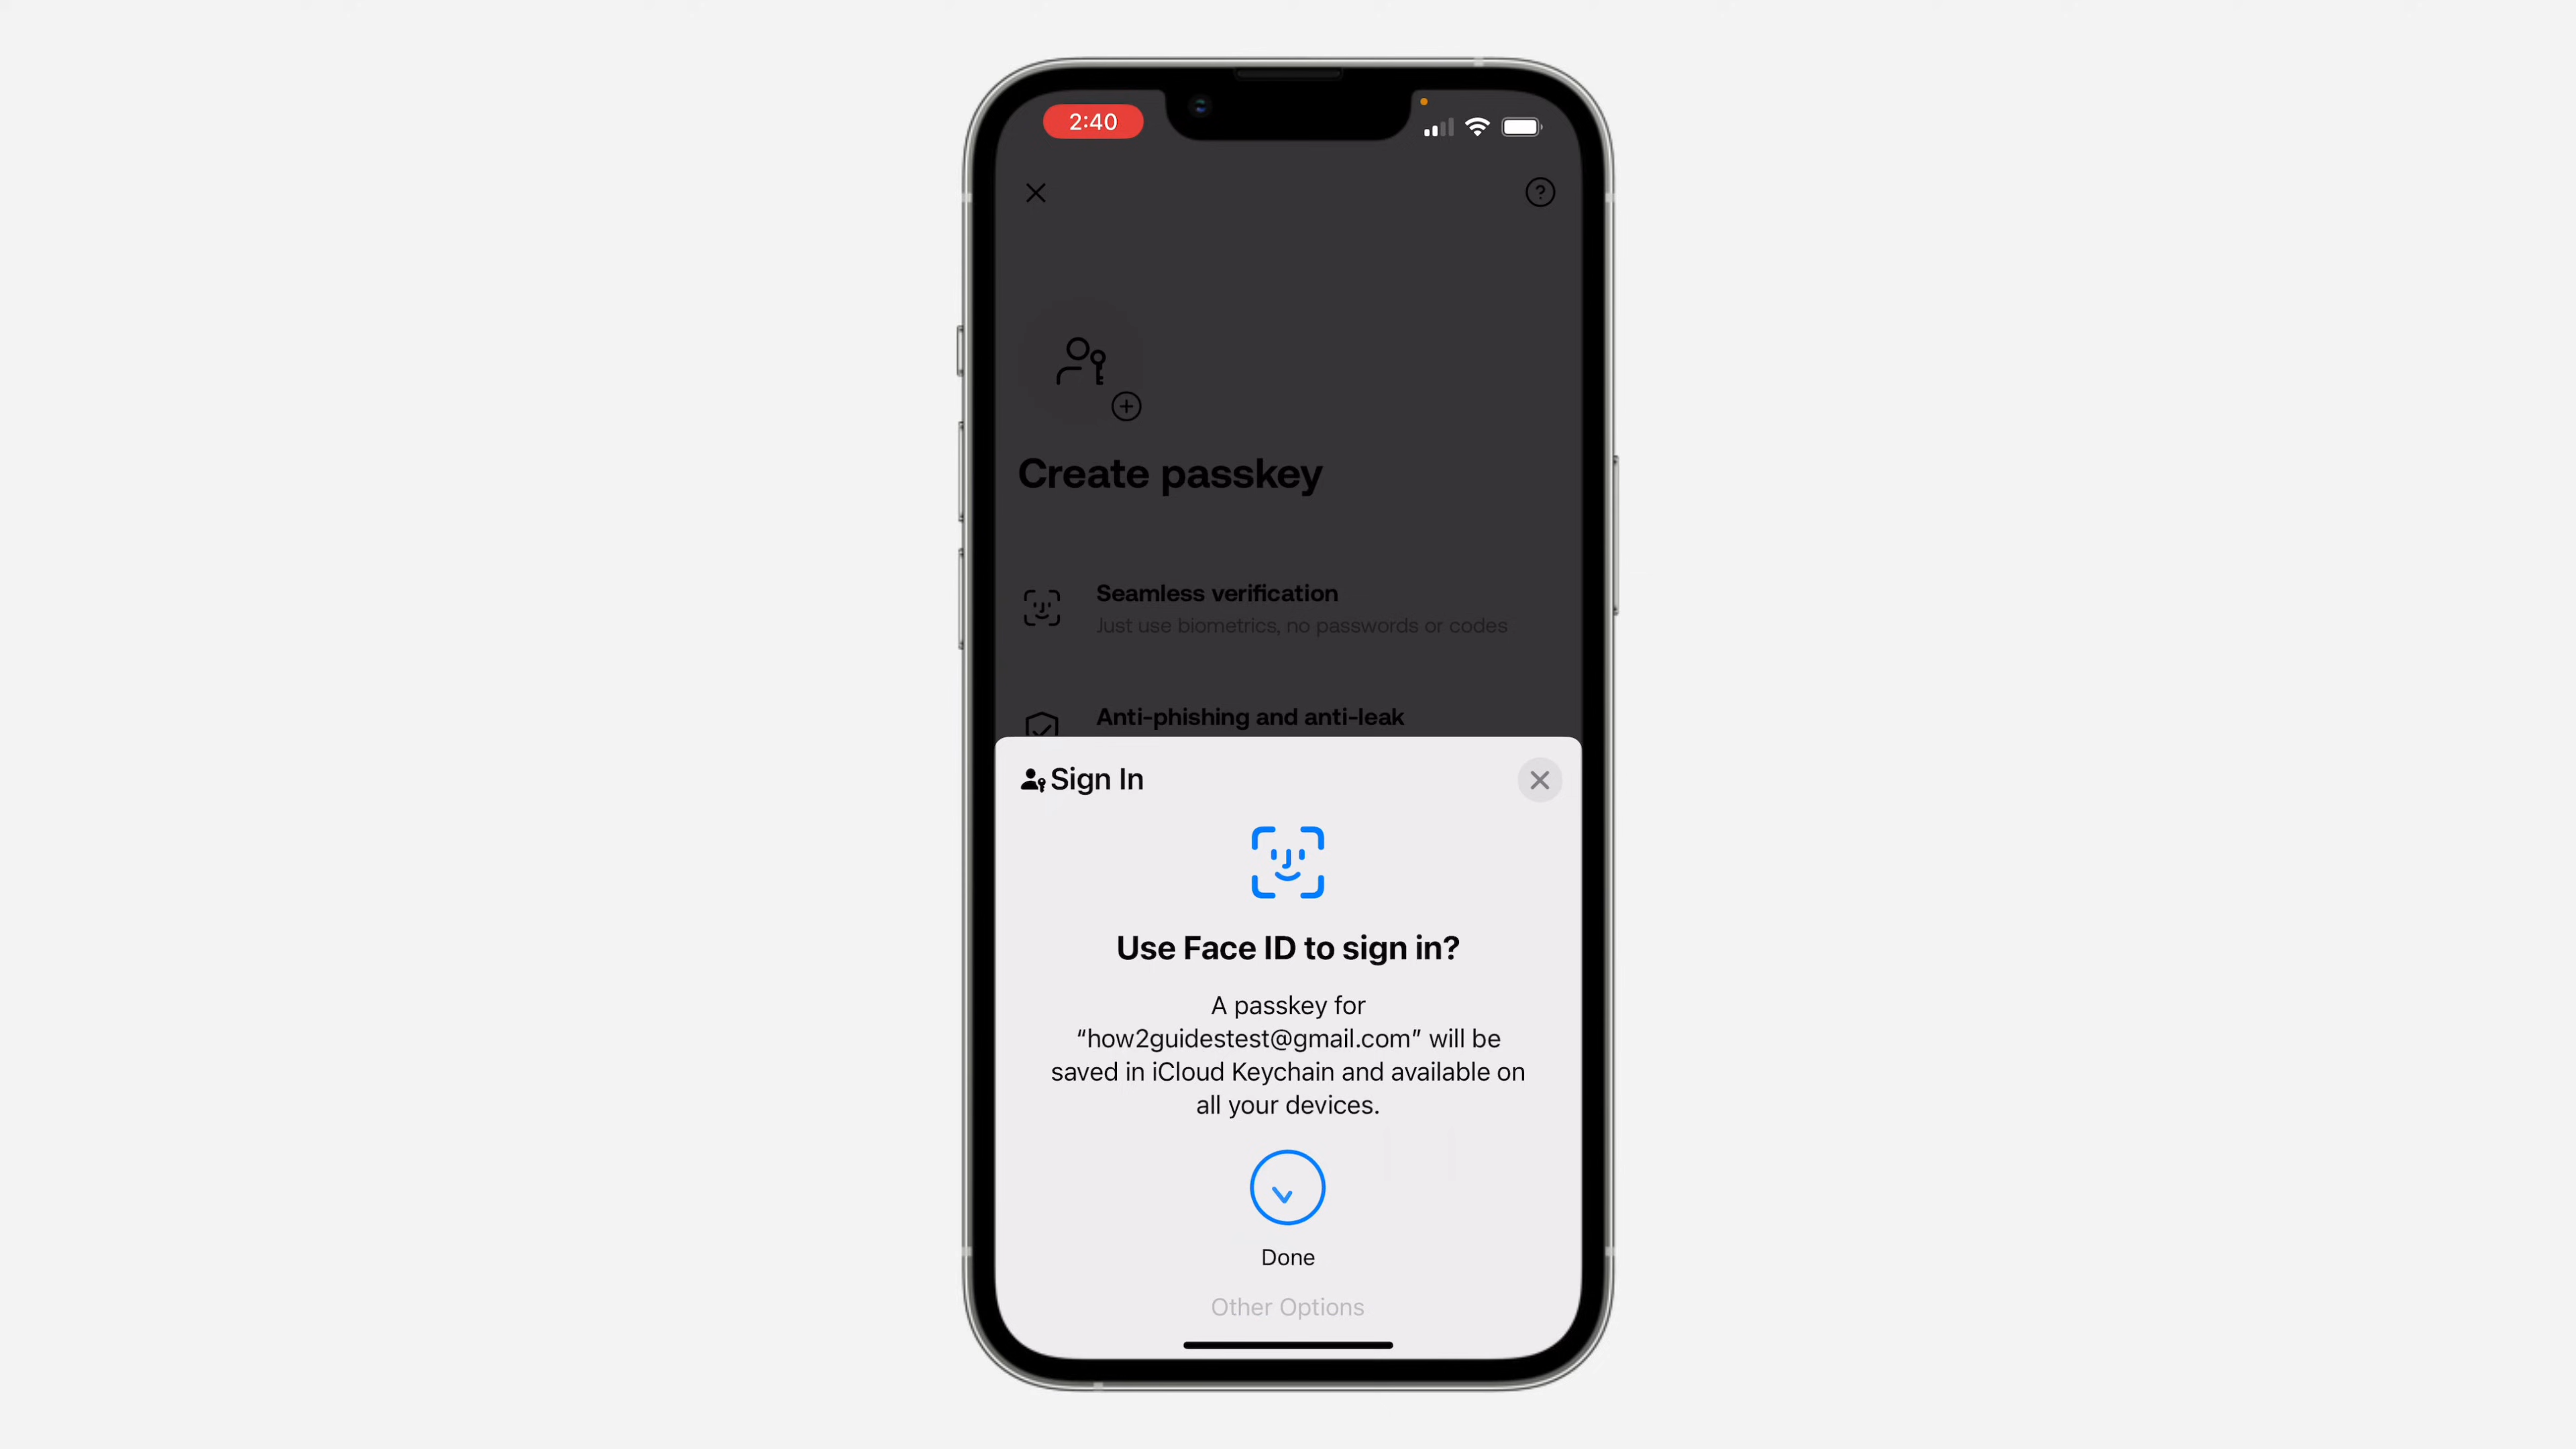 2:40
Create passkey
Seamless verification
Just use biometrics, no passwords or codes
Anti-phishing and anti-leak
Sign In
Use Face ID to sign in?
A passkey for
“how2guidestest@gmail.com” will be
saved in iCloud Keychain and available on
all your devices.
Done
Other Options